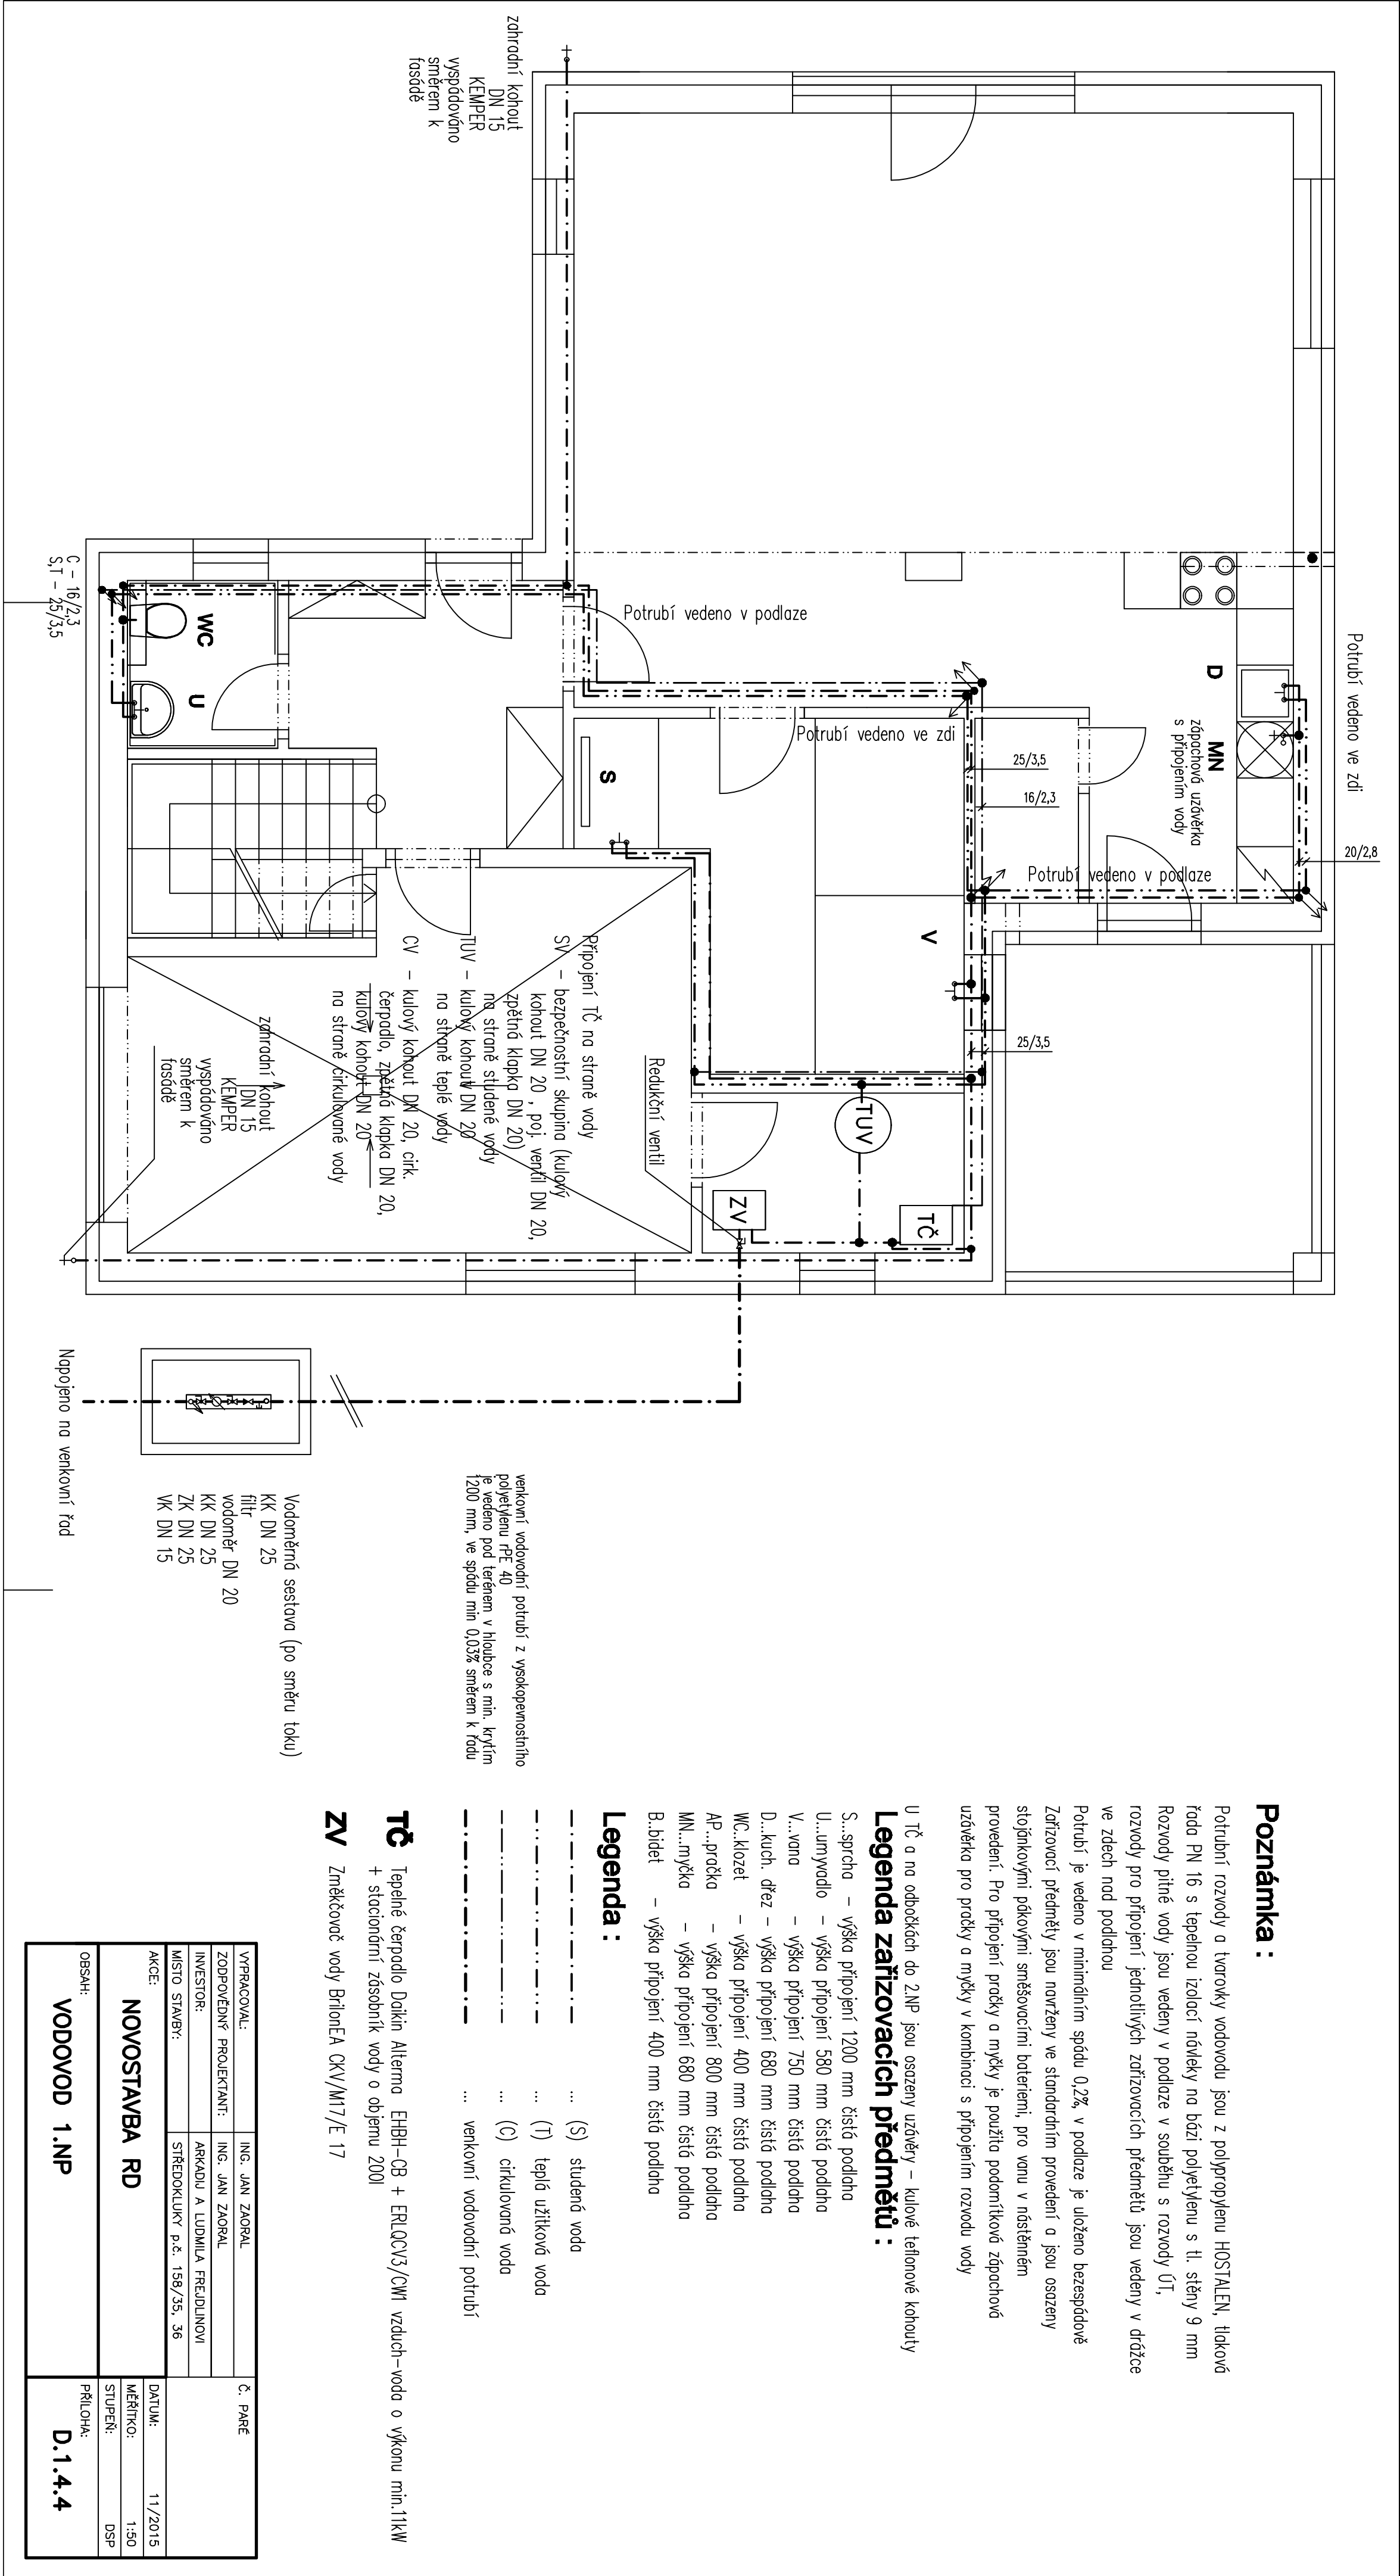 Potrubí vedeno ve zdi
20/2,8
D
MN
zápachová uzávěrka
s připojením vody
Potrubí vedeno v podlaze
V
25/3,5
16/2,3
25/3,5
Potrubí vedeno ve zdi
Potrubí vedeno v podlaze
S
TUV
TČ
ZV
Redukční ventil
Připojení TČ na straně vody
SV - bezpečnostní skupina (kulový
kohout DN 20 , poj. ventil DN 20,
zpětná klapka DN 20)
na straně studené vody
TUV - kulový kohout DN 20
na straně teplé vody
CV - kulový kohout DN 20, cirk.
čerpadlo, zpětná klapka DN 20,
kulový kohout DN 20
na straně cirkulované vody
zahradní kohout
DN 15
KEMPER
vyspádováno
směrem k
fasádě
zahradní kohout
DN 15
KEMPER
vyspádováno
směrem k
fasádě
WC
U
C - 16/2,3
S,T - 25/3,5
Napojeno na venkovní řad
Vodoměrná sestava (po směru toku)
KK DN 25
filtr
vodoměr DN 20
KK DN 25
ZK DN 25
VK DN 15
venkovní vodovodní potrubí z vysokopevnostního
polyetylenu rPE 40
je vedeno pod terénem v hloubce s min. krytím
1200 mm, ve spádu min 0,03% směrem k řadu
Poznámka :
Potrubní rozvody a tvarovky vodovodu jsou z polypropylenu HOSTALEN, tlaková
řada PN 16 s tepelnou izolací návleky na bázi polyetylenu s tl. stěny 9 mm
Rozvody pitné vody jsou vedeny v podlaze v souběhu s rozvody ÚT,
rozvody pro připojení jednotlivých zařizovacích předmětů jsou vedeny v drážce
ve zdech nad podlahou
Potrubí je vedeno v minimálním spádu 0,2%, v podlaze je uloženo bezespádově
Zařizovací předměty jsou navrženy ve standardním provedení a jsou osazeny
stojánkovými pákovými směšovacími bateriemi, pro vanu v nástěnném
provedení. Pro připojení pračky a myčky je použita podomítková zápachová
uzávěrka pro pračky a myčky v kombinaci s připojením rozvodu vody
U TČ a na odbočkách do 2.NP jsou osazeny uzávěry - kulové teflonové kohouty
Legenda zařizovacích předmětů :
S...sprcha - výška připojení 1200 mm čistá podlaha
U...umyvadlo - výška připojení 580 mm čistá podlaha
V...vana - výška připojení 750 mm čistá podlaha
D...kuch. dřez - výška připojení 680 mm čistá podlaha
WC..klozet - výška připojení 400 mm čistá podlaha
AP...pračka - výška připojení 800 mm čistá podlaha
MN...myčka - výška připojení 680 mm čistá podlaha
B..bidet - výška připojení 400 mm čistá podlaha
Legenda :
... (S) studená voda
... (T) teplá užitková voda
... (C) cirkulovaná voda
... venkovní vodovodní potrubí
TČ Tepelné čerpadlo Daikin Alterma EHBH-CB + ERLQCV3/CW1 vzduch-voda o výkonu min.11kW
+ stacionární zásobník vody o objemu 200l
ZV Změkčovač vody BrilonEA CKV/M17/E 17
VYPRACOVAL: ING. JAN ZAORAL
ZODPOVĚDNÝ PROJEKTANT: ING. JAN ZAORAL
INVESTOR: ARKADIJ A LUDMILA FREJDLINOVI
MÍSTO STAVBY: STŘEDOKLUKY p.č. 158/35, 36
Č. PARÉ
AKCE:
NOVOSTAVBA RD
DATUM: 11/2015
MĚŘÍTKO: 1:50
STUPEŇ: DSP
OBSAH:
VODOVOD 1.NP
PŘÍLOHA:
D.1.4.4